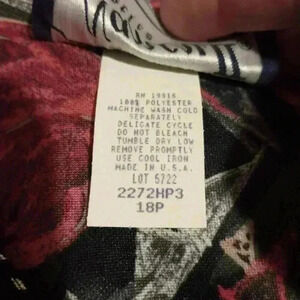 RN 19916
100% POLYESTER
MACHINE WASH COLD
SEPARATELY
DELICATE CYCLE
DO NOT BLEACH
TUMBLE DRY LOW
REMOVE PROMPTLY
USE COOL IRON
MADE IN U.S.A.
LOT 5722
2272HP3
18P